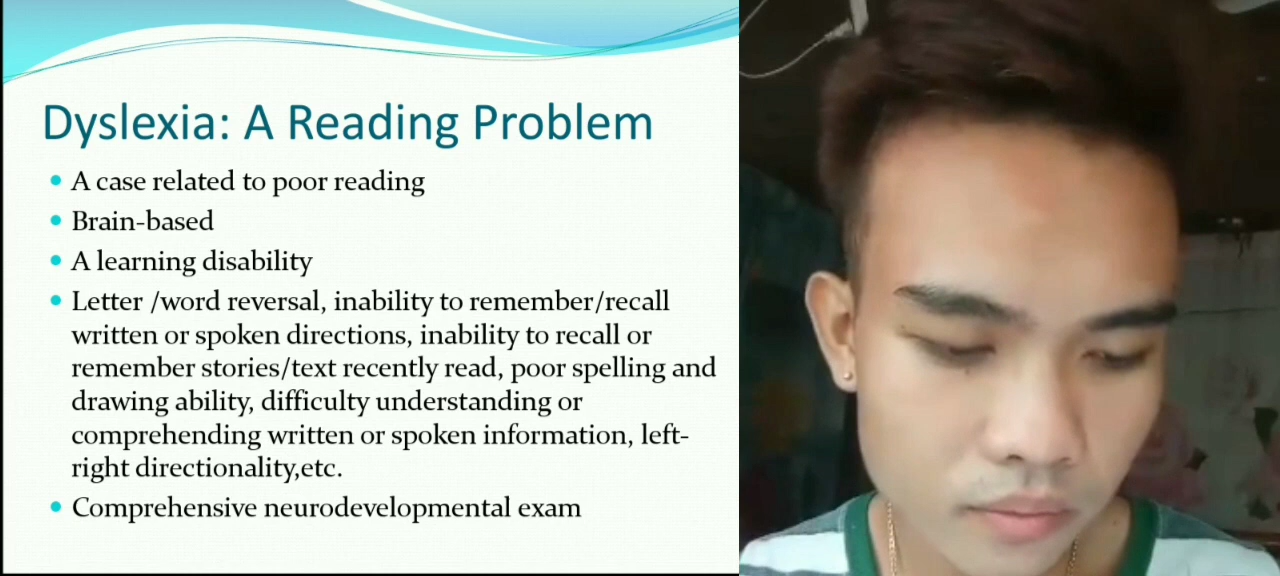 Dyslexia: A Reading Problem
A case related to poor reading
Brain-based
A learning disability
Letter /word reversal, inability to remember/recall
written or spoken directions, inability to recall or
remember stories/text recently read, poor spelling and
drawing ability, difficulty understanding or
comprehending written or spoken information, left-
right directionality,etc.
Comprehensive neurodevelopmental exam